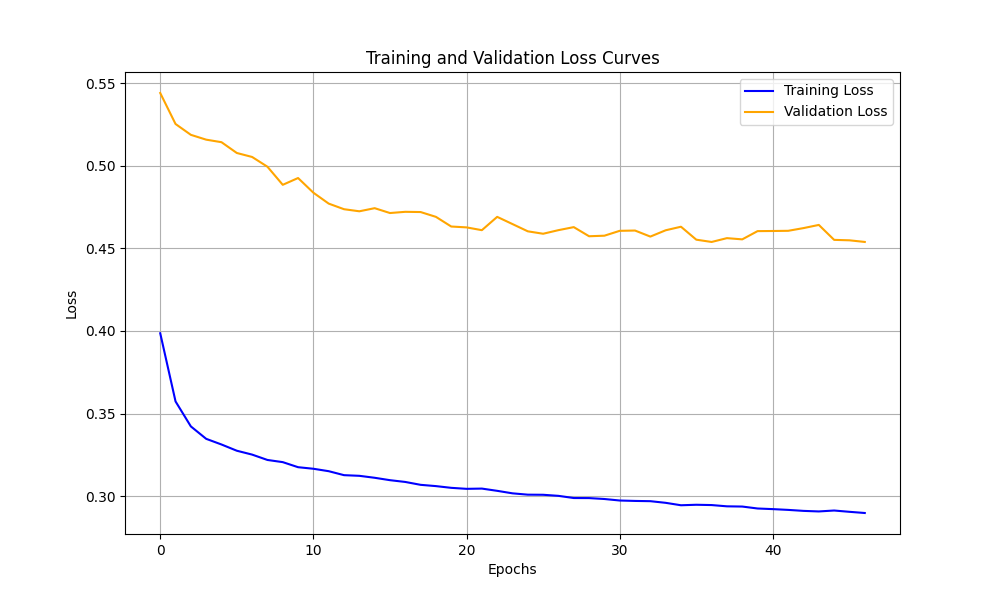 Training and Validation Loss Curves
Training Loss
Validation Loss
Loss
0.55
0.50
0.45
0.40
0.35
0.30
0 10 20 30 40
Epochs